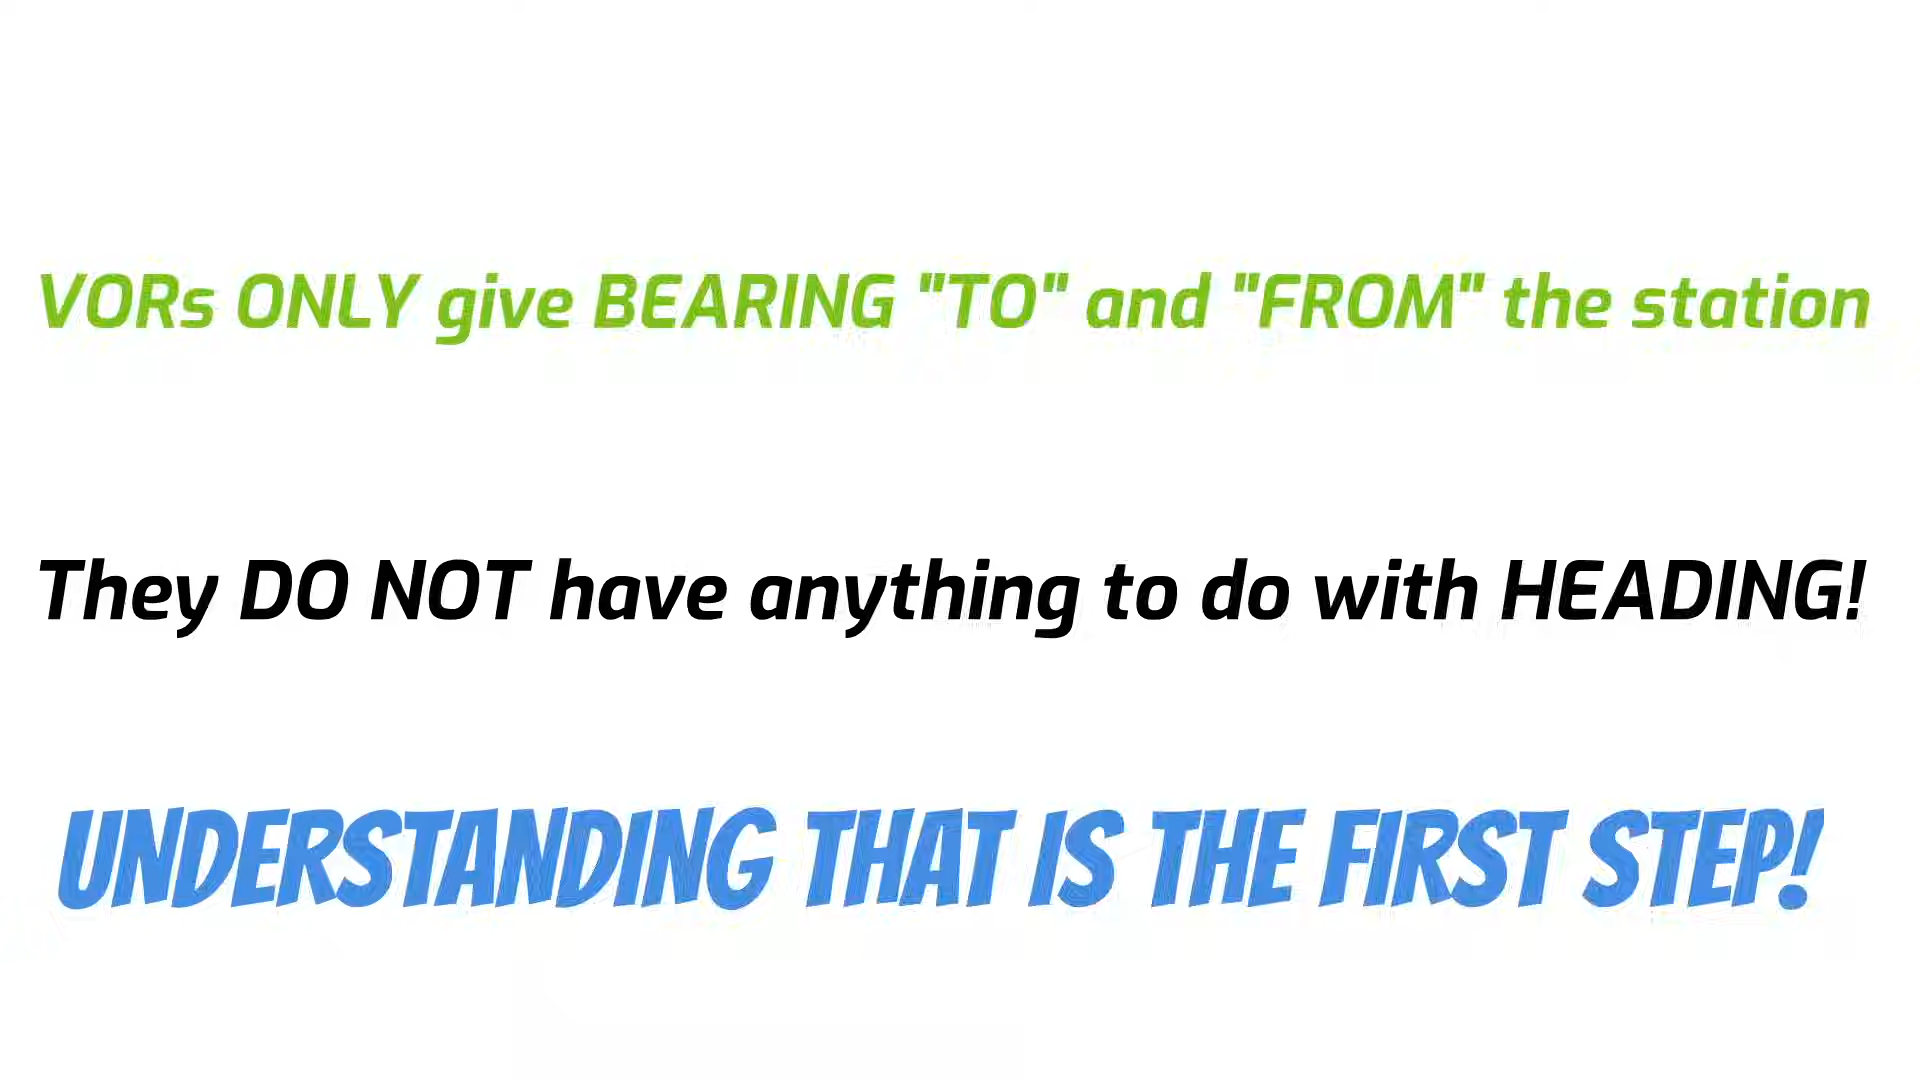 VORs ONLY give BEARING "TO" and "FROM" the station
They DO NOT have anything to do with HEADING!
UNDERSTANDING THAT IS THE FIRST STEP!